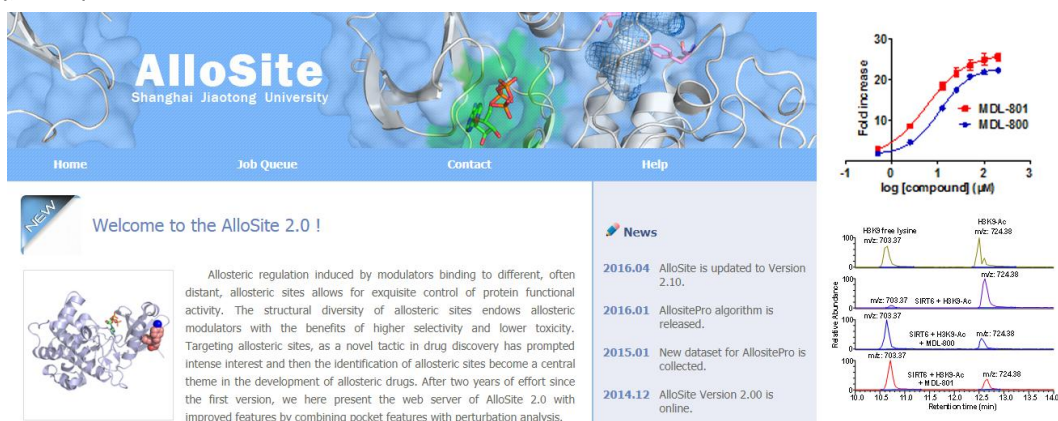 AlloSite
Shanghai Jiaotong University
Home Job Queue Contact Help
NEW
Welcome to the AlloSite 2.0 !
Allosteric regulation induced by modulators binding to different, often
distant, allosteric sites allows for exquisite control of protein functional
activity. The structural diversity of allosteric sites endows allosteric
modulators with the benefits of higher selectivity and lower toxicity.
Targeting allosteric sites, as a novel tactic in drug discovery has prompted
intense interest and then the identification of allosteric sites become a central
theme in the development of allosteric drugs. After two years of effort since
the first version, we here present the web server of AlloSite 2.0 with
improved features by combining pocket features with perturbation analysis.
News
2016.04 AlloSite is updated to Version
2.10.
2016.01 AllositePro algorithm is
released.
2015.01 New dataset for AllositePro is
collected.
2014.12 AlloSite Version 2.00 is
online.
Fold increase
30
20
10
MDL-801
MDL-800
-1 0 1 2 3
log [compound] (μM)
Relative Abundance
H3K9 free lysine
m/z: 703.37
H3K9-Ac
m/z: 724.38
100
0
m/z: 703.37 SIRT6 + H3K9-Ac m/z: 724.38
100
0
m/z: 703.37
SIRT6 + H3K9-Ac
+ MDL-800
m/z: 724.38
100
0
m/z: 703.37
SIRT6 + H3K9-Ac
+ MDL-801
m/z: 724.38
100
0
10.0 10.5 11.0 11.5 12.0 12.5 13.0 13.5 14.0
Retention time (min)